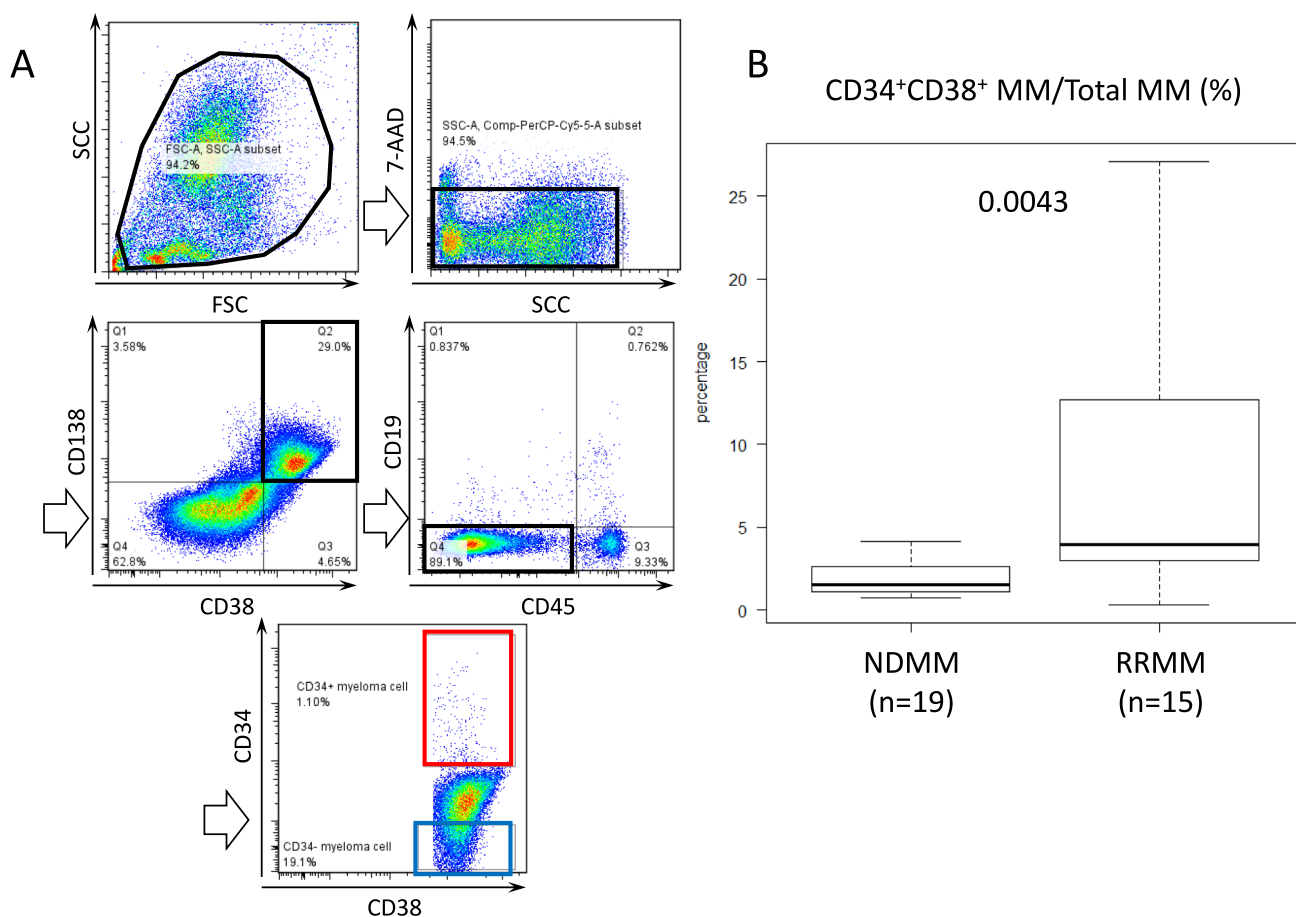 A
SCC
FSC-A, SSC-A subset
94.2%
FSC
7-AAD
SSC-A, Comp-PerCP-Cy5-5-A subset
94.5%
SCC
CD138
Q1
3.58%
Q2
29.0%
Q4
62.8%
Q3
4.65%
CD38
CD19
Q1
0.837%
Q2
0.762%
Q4
89.1%
Q3
9.33%
CD45
CD34
CD34+ myeloma cell
1.10%
CD34- myeloma cell
19.1%
CD38
B
CD34⁺CD38⁺ MM/Total MM (%)
0.0043
percentage
25
20
15
10
5
0
NDMM
(n=19)
RRMM
(n=15)